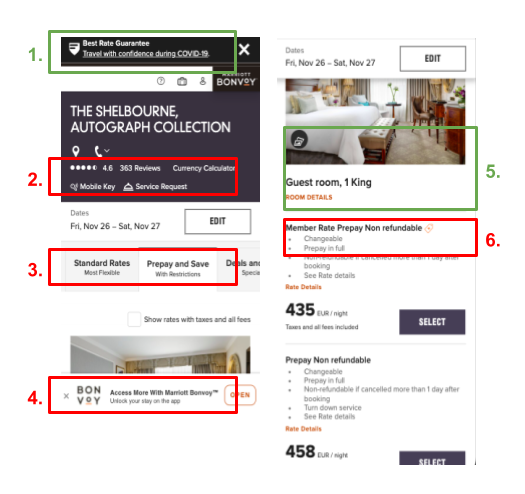 1.
Best Rate Guarantee
Travel with confidence during COVID-19.
×
MARRIOTT
BONVOY
THE SHELBOURNE,
AUTOGRAPH COLLECTION
2.
4.6 363 Reviews Currency Calculator
Mobile Key Service Request
Dates
Fri, Nov 26 – Sat, Nov 27
EDIT
3.
Standard Rates
Most Flexible
Prepay and Save
With Restrictions
Deals and
Specia
Show rates with taxes and all fees
4.
× BON
VOY
Access More With Marriott Bonvoy™
Unlock your stay on the app
OPEN
Dates
Fri, Nov 26 – Sat, Nov 27
EDIT
5.
Guest room, 1 King
ROOM DETAILS
6.
Member Rate Prepay Non refundable
• Changeable
• Prepay in full
• Non-refundable if cancelled more than 1 day after
booking
• See Rate details
Rate Details
435 EUR / night
Taxes and all fees included
SELECT
Prepay Non refundable
• Changeable
• Prepay in full
• Non-refundable if cancelled more than 1 day after
booking
• Turn down service
• See Rate details
Rate Details
458 EUR / night
SELECT